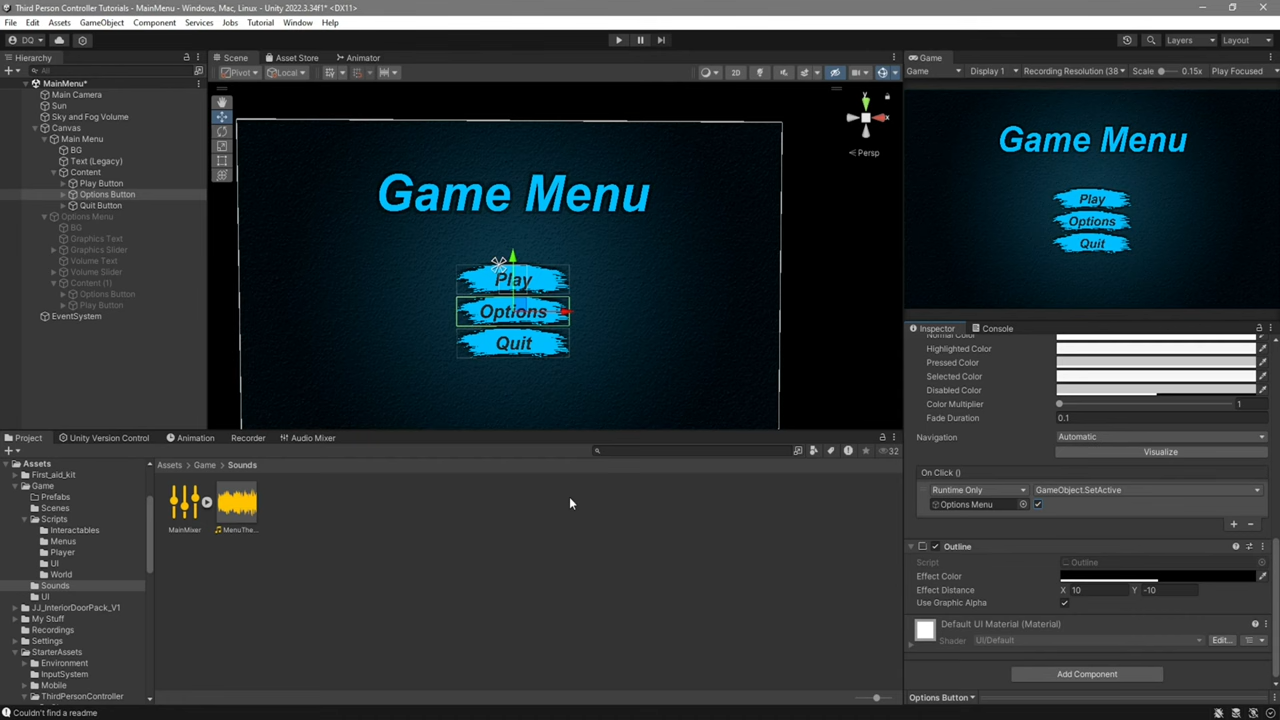 Third Person Controller Tutorials - MainMenu - Windows, Mac, Linux - Unity 2022.3.34f1* <DX11>
File Edit Assets GameObject Component Services Jobs Tutorial Window Help
DQ
Layers Layout
Hierarchy
All
MainMenu*
Main Camera
Sun
Sky and Fog Volume
Canvas
Main Menu
BG
Text (Legacy)
Content
Play Button
Options Button
Quit Button
Options Menu
BG
Graphics Text
Graphics Slider
Volume Text
Volume Slider
Content (1)
Options Button
Play Button
EventSystem
Scene Asset Store Animator
Pivot Local
2D
y
x
Persp
Game Menu
Play
Options
Quit
Game
Game Display 1 Recording Resolution (38 Scale 0.15x Play Focused
Game Menu
Play
Options
Quit
Inspector Console
Normal Color
Highlighted Color
Pressed Color
Selected Color
Disabled Color
Color Multiplier 1
Fade Duration 0.1
Navigation Automatic
Visualize
On Click ()
Runtime Only GameObject.SetActive
Options Menu
Outline
Script Outline
Effect Color
Effect Distance X 10 Y -10
Use Graphic Alpha
Default UI Material (Material)
Shader UI/Default Edit...
Add Component
Options Button
Project Unity Version Control Animation Recorder Audio Mixer
32
Assets
First_aid_kit
Game
Prefabs
Scenes
Scripts
Interactables
Menus
Player
UI
World
Sounds
UI
JJ_InteriorDoorPack_V1
My Stuff
Recordings
Settings
StarterAssets
Environment
InputSystem
Mobile
ThirdPersonController
Assets Game Sounds
MainMixer MenuThe...
Couldn't find a readme